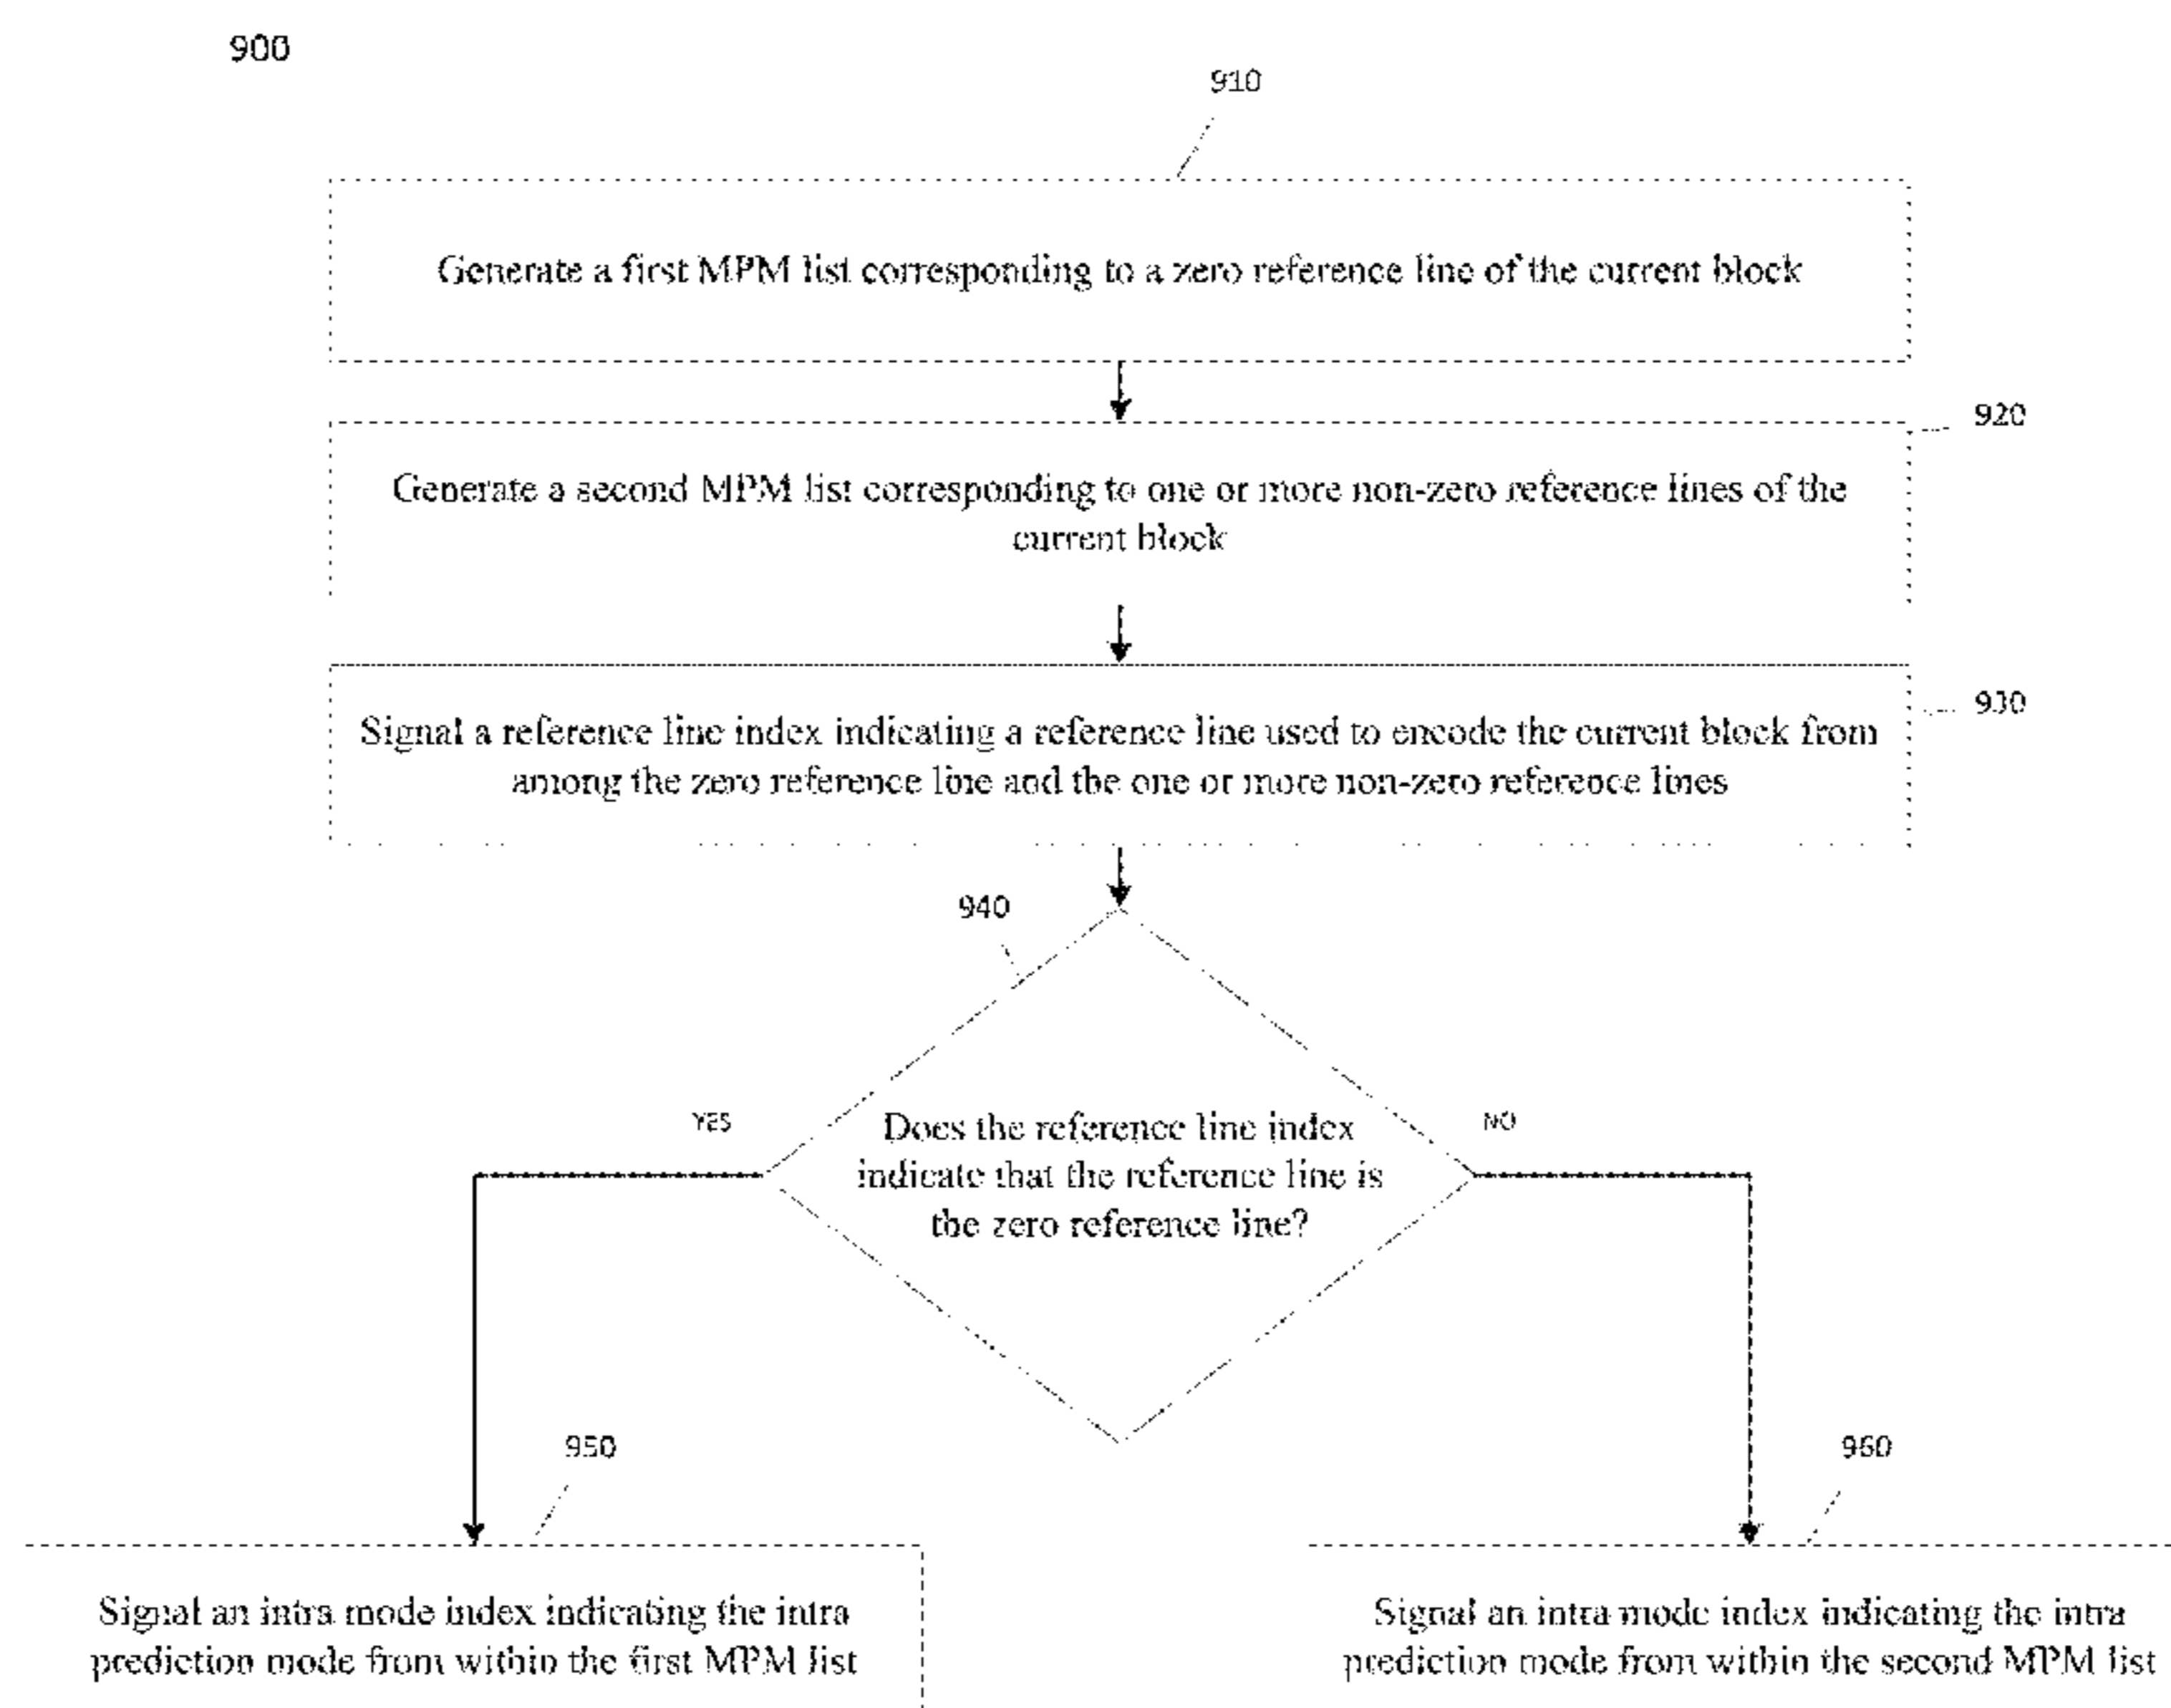 900
910
Generate a first MPM list corresponding to a zero reference line of the current block
920
Generate a second MPM list corresponding to one or more non-zero reference lines of the
current block
930
Signal a reference line index indicating a reference line used to encode the current block from
among the zero reference line and the one or more non-zero reference lines
940
YES
NO
Does the reference line index
indicate that the reference line is
the zero reference line?
950
960
Signal an intra mode index indicating the intra
prediction mode from within the first MPM list
Signal an intra mode index indicating the intra
prediction mode from within the second MPM list